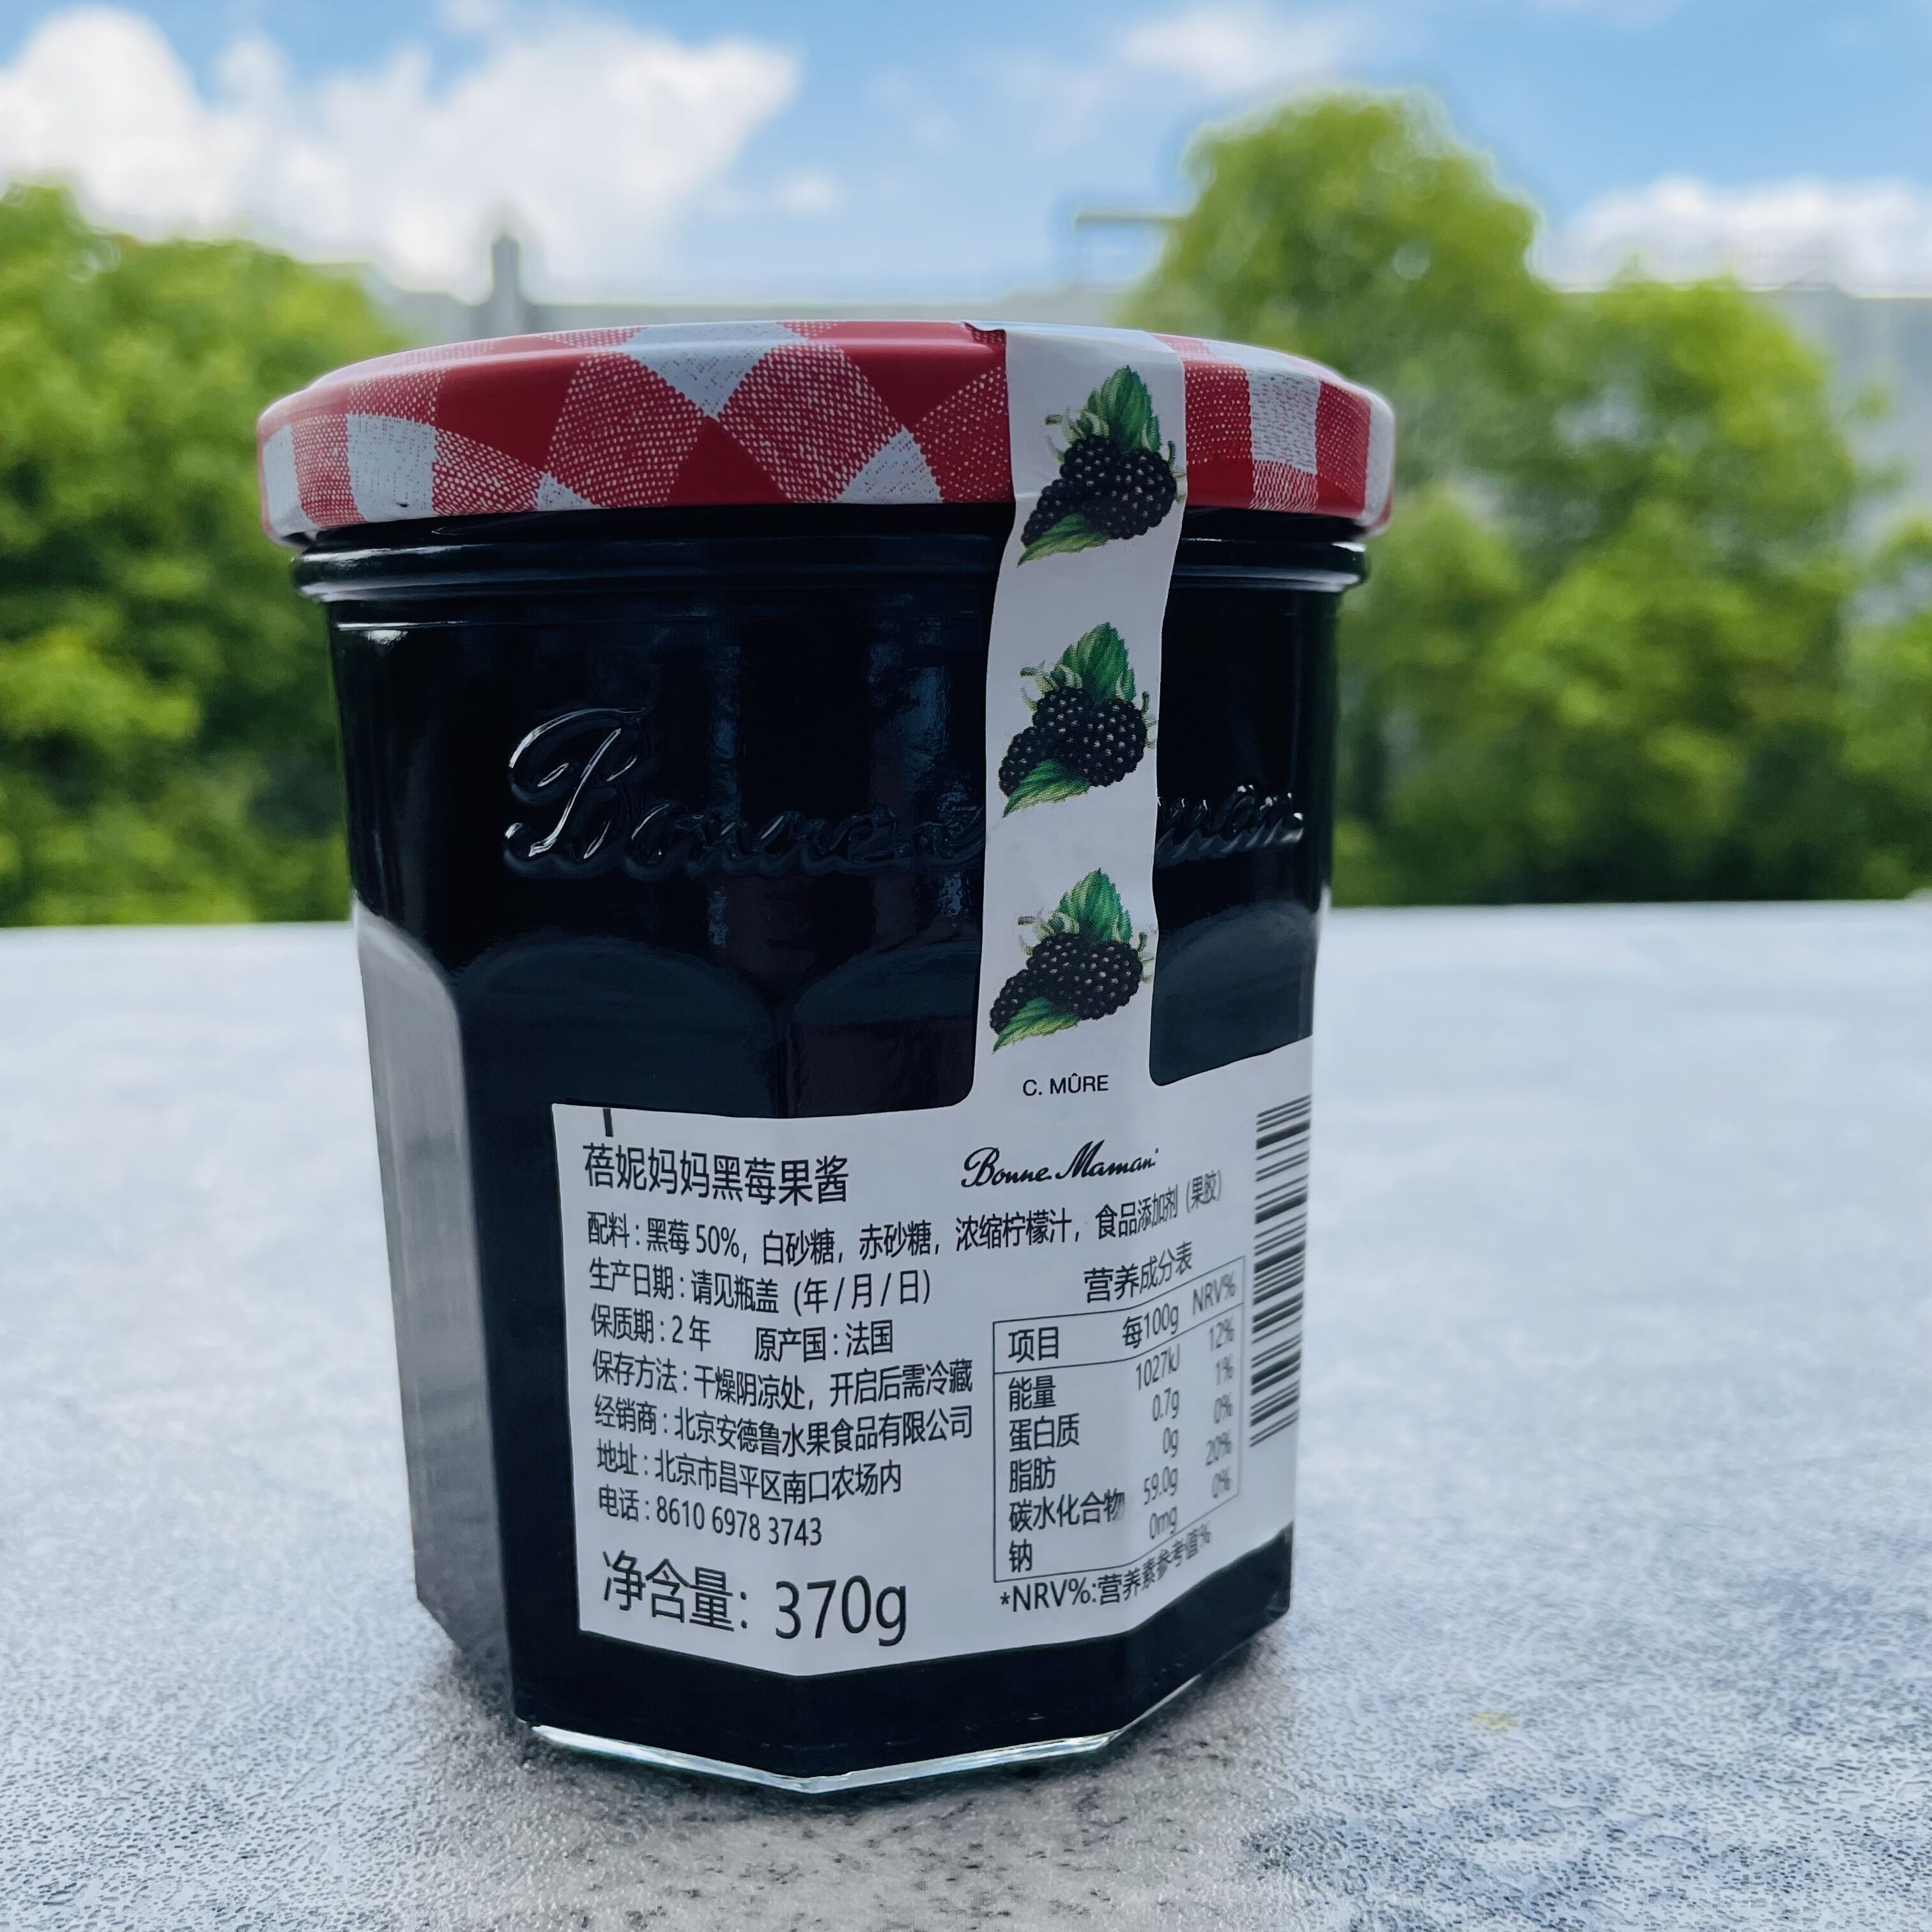 Bonne Maman
C. MÛRE
蓓妮妈妈黑莓果酱
Bonne Maman
配料:黑莓50%，白砂糖，赤砂糖，浓缩柠檬汁，食品添加剂（果胶）
生产日期:请见瓶盖（年/月/日）
保质期:2年 原产国:法国
保存方法:干燥阴凉处，开启后需冷藏
经销商:北京安德鲁水果食品有限公司
地址:北京市昌平区南口农场内
电话:8610 6978 3743
净含量: 370g
营养成分表
项目 每100g NRV%
能量 1027kJ 12%
蛋白质 0.7g 1%
脂肪 0g 0%
碳水化合物 59.0g 20%
钠 0mg 0%
*NRV%:营养素参考值%